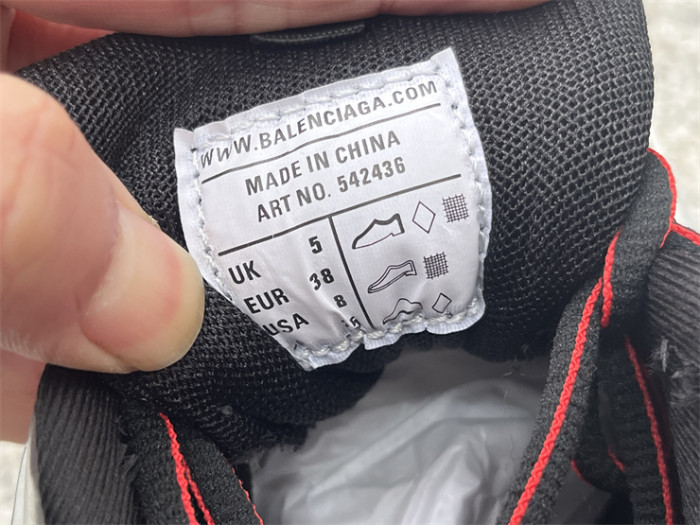 WWW.BALENCIAGA.COM
MADE IN CHINA
ART NO. 542436
UK 5
EUR 38
USA 8